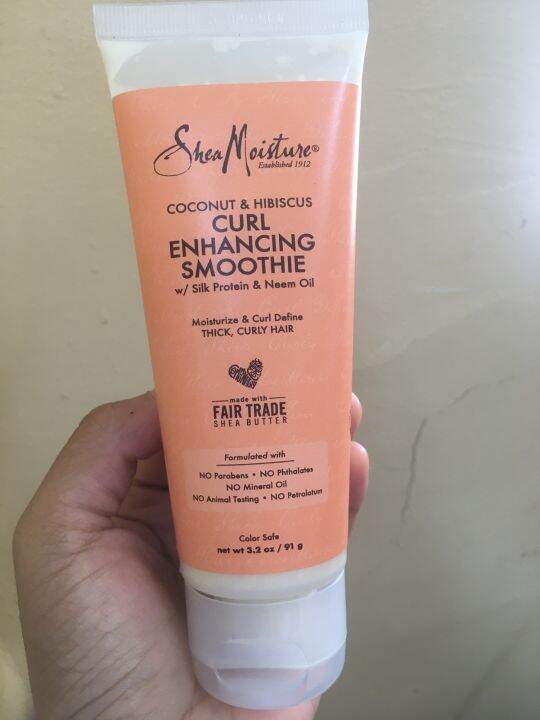 SheaMoisture®
Established 1912
COCONUT & HIBISCUS
CURL
ENHANCING
SMOOTHIE
w/ Silk Protein & Neem Oil
Moisturize & Curl Define
THICK, CURLY HAIR
made with
FAIR TRADE
SHEA BUTTER
Formulated with
NO Parabens • NO Phthalates
NO Mineral Oil
NO Animal Testing • NO Petrolatum
Color Safe
net wt 3.2 oz / 91 g